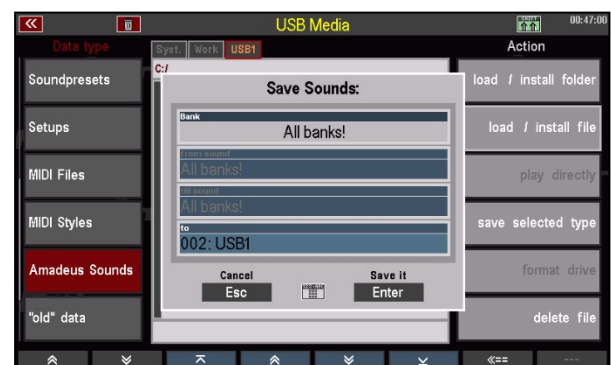 USB Media
SHIFT
00:47:00
Data type
Syst.
Work
USB1
Action
C:/
Soundpresets
Setups
MIDI Files
MIDI Styles
Amadeus Sounds
"old" data
Save Sounds:
Bank
All banks!
from sound
All banks!
till sound
All banks!
to
002: USB1
Cancel
Esc
Save it
Enter
load / install folder
load / install file
play directly
save selected type
format drive
delete file
«==
---